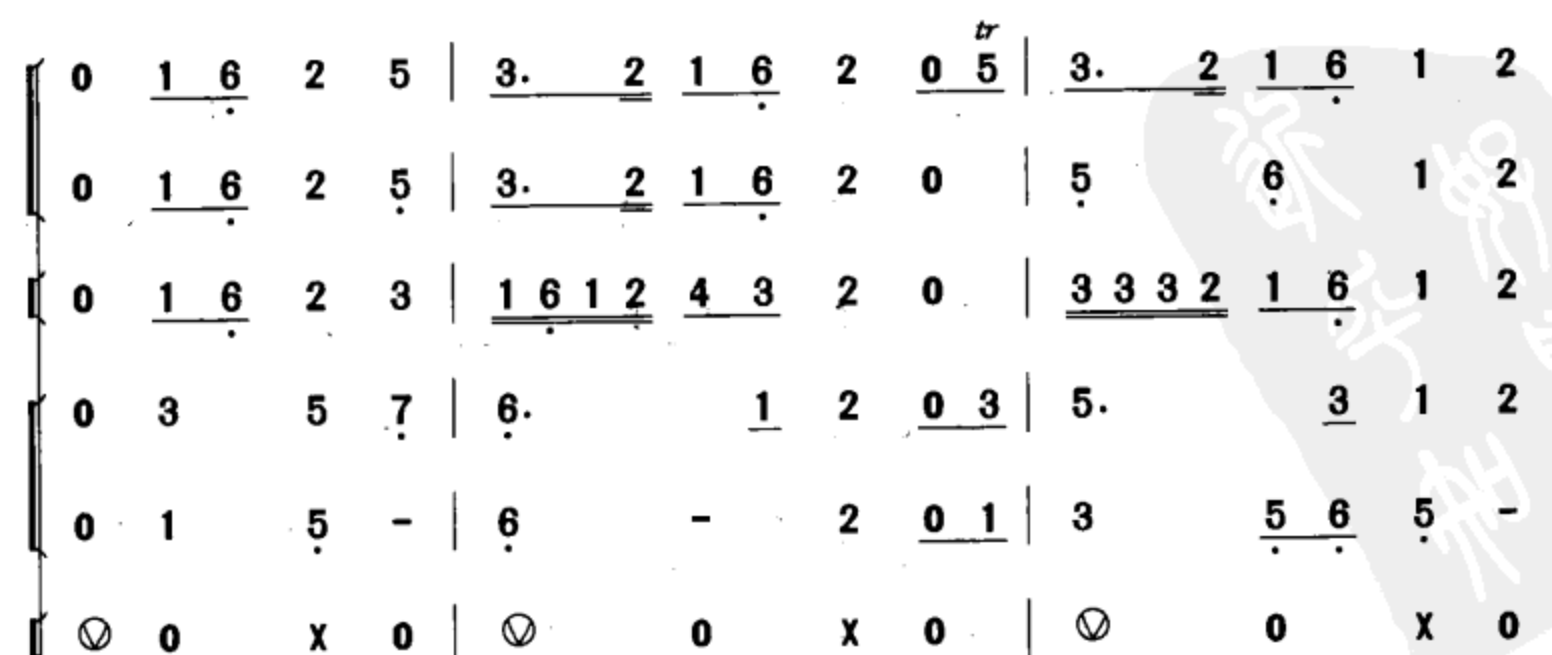 tr
0 1 6 2 5 | 3. 2 1 6 2 0 5 | 3. 2 1 6 1 2
0 1 6 2 5 | 3. 2 1 6 2 0 | 5 6 1 2
0 1 6 2 3 | 1 6 1 2 4 3 2 0 | 3 3 3 2 1 6 1 2
0 3 5 7 | 6. 1 2 0 3 | 5. 3 1 2
0 1 5 - | 6 - 2 0 1 | 3 5 6 5 -
Ⓥ 0 X 0 | Ⓥ 0 X 0 | Ⓥ 0 X 0